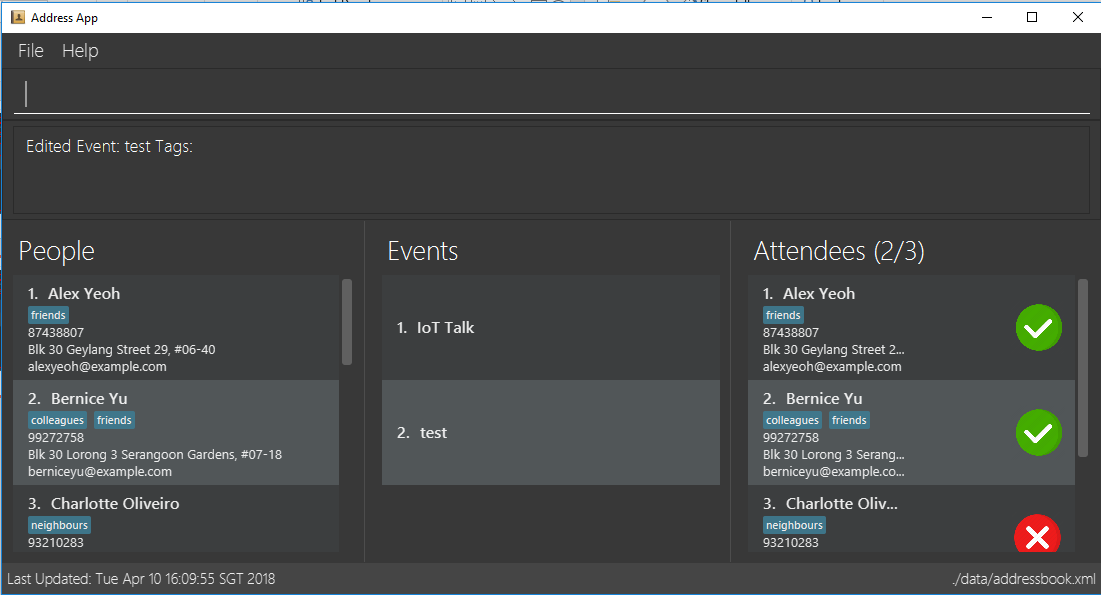 Address App
File Help
Edited Event: test Tags:
People
1. Alex Yeoh
friends
87438807
Blk 30 Geylang Street 29, #06-40
alexyeoh@example.com
2. Bernice Yu
colleagues friends
99272758
Blk 30 Lorong 3 Serangoon Gardens, #07-18
berniceyu@example.com
3. Charlotte Oliveiro
neighbours
93210283
Events
1. IoT Talk
2. test
Attendees (2/3)
1. Alex Yeoh
friends
87438807
Blk 30 Geylang Street 2...
alexyeoh@example.com
2. Bernice Yu
colleagues friends
99272758
Blk 30 Lorong 3 Serang...
berniceyu@example.co...
3. Charlotte Oliv...
neighbours
93210283
Last Updated: Tue Apr 10 16:09:55 SGT 2018
./data/addressbook.xml